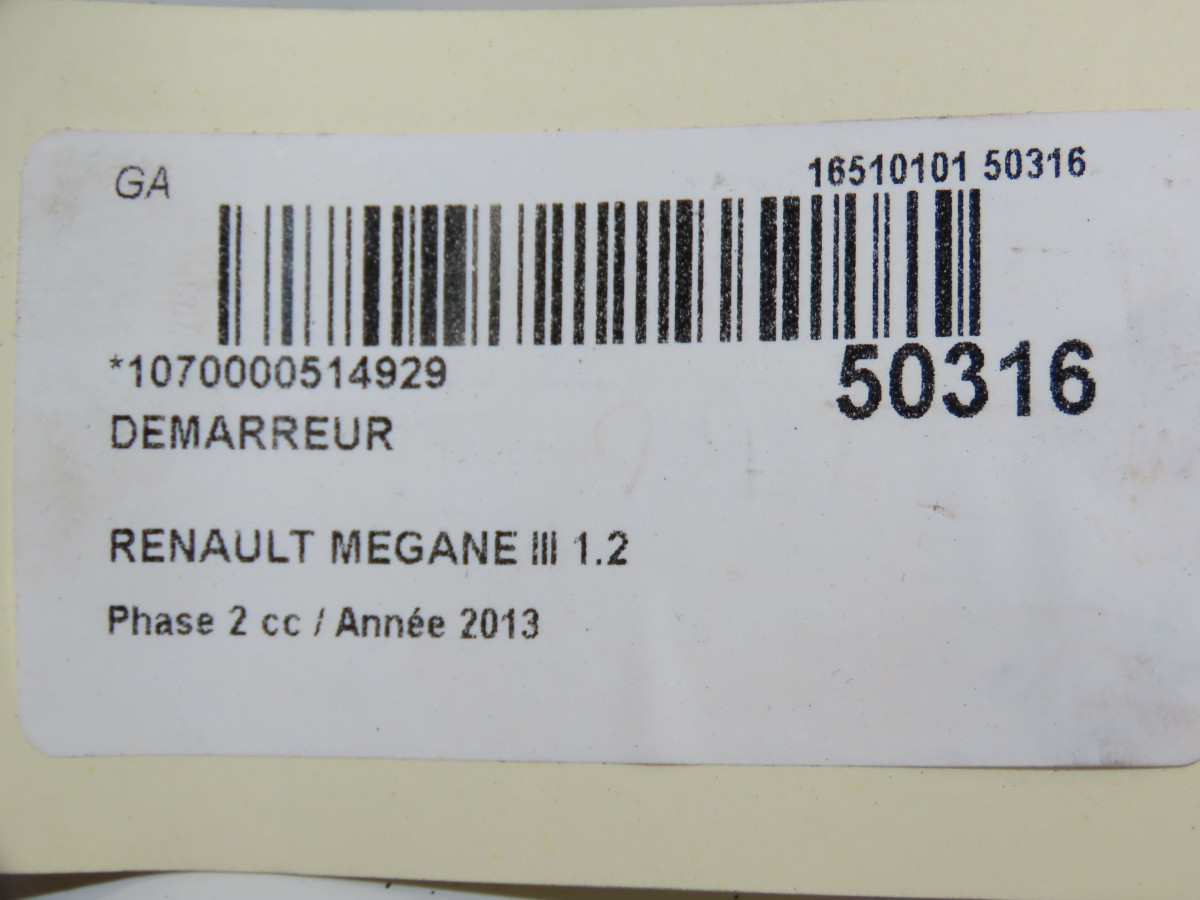 GA
16510101 50316
*1070000514929
50316
DEMARREUR
RENAULT MEGANE III 1.2
Phase 2 cc / Année 2013